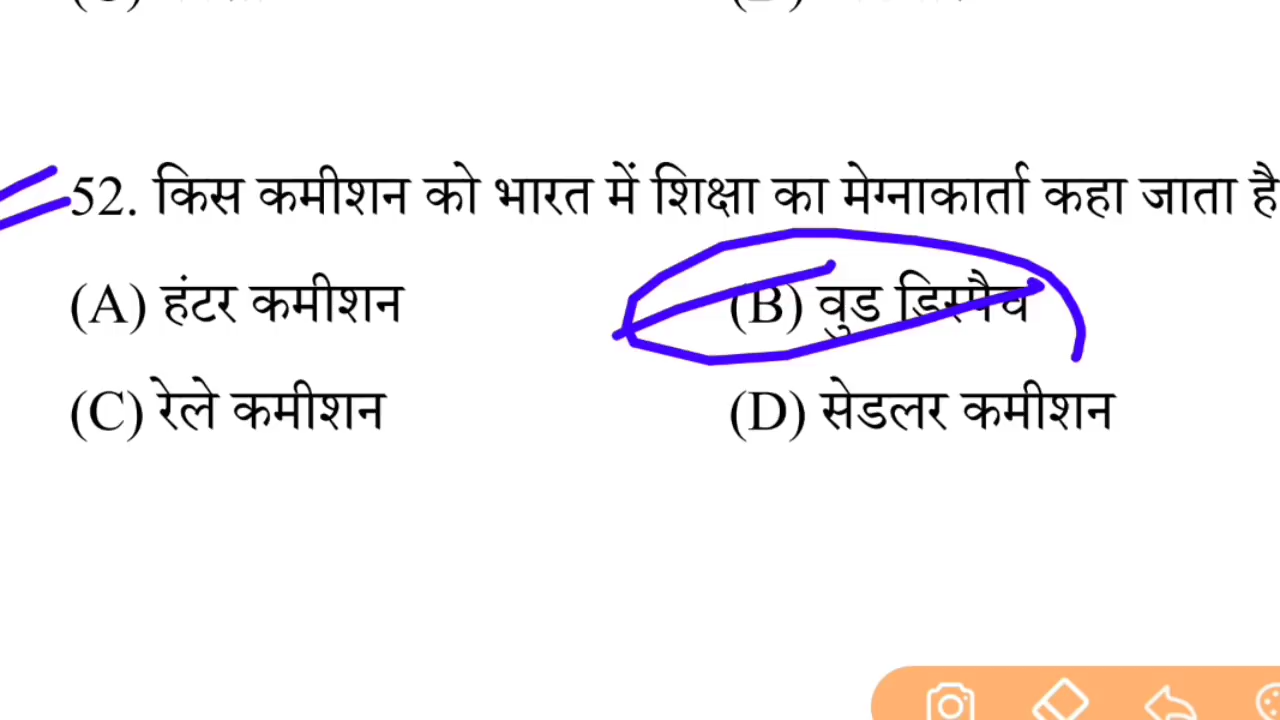 52. किस कमीशन को भारत में शिक्षा का मेग्नाकार्ता कहा जाता है
(A) हंटर कमीशन (B) वुड डिस्पैच
(C) रेले कमीशन (D) सेडलर कमीशन